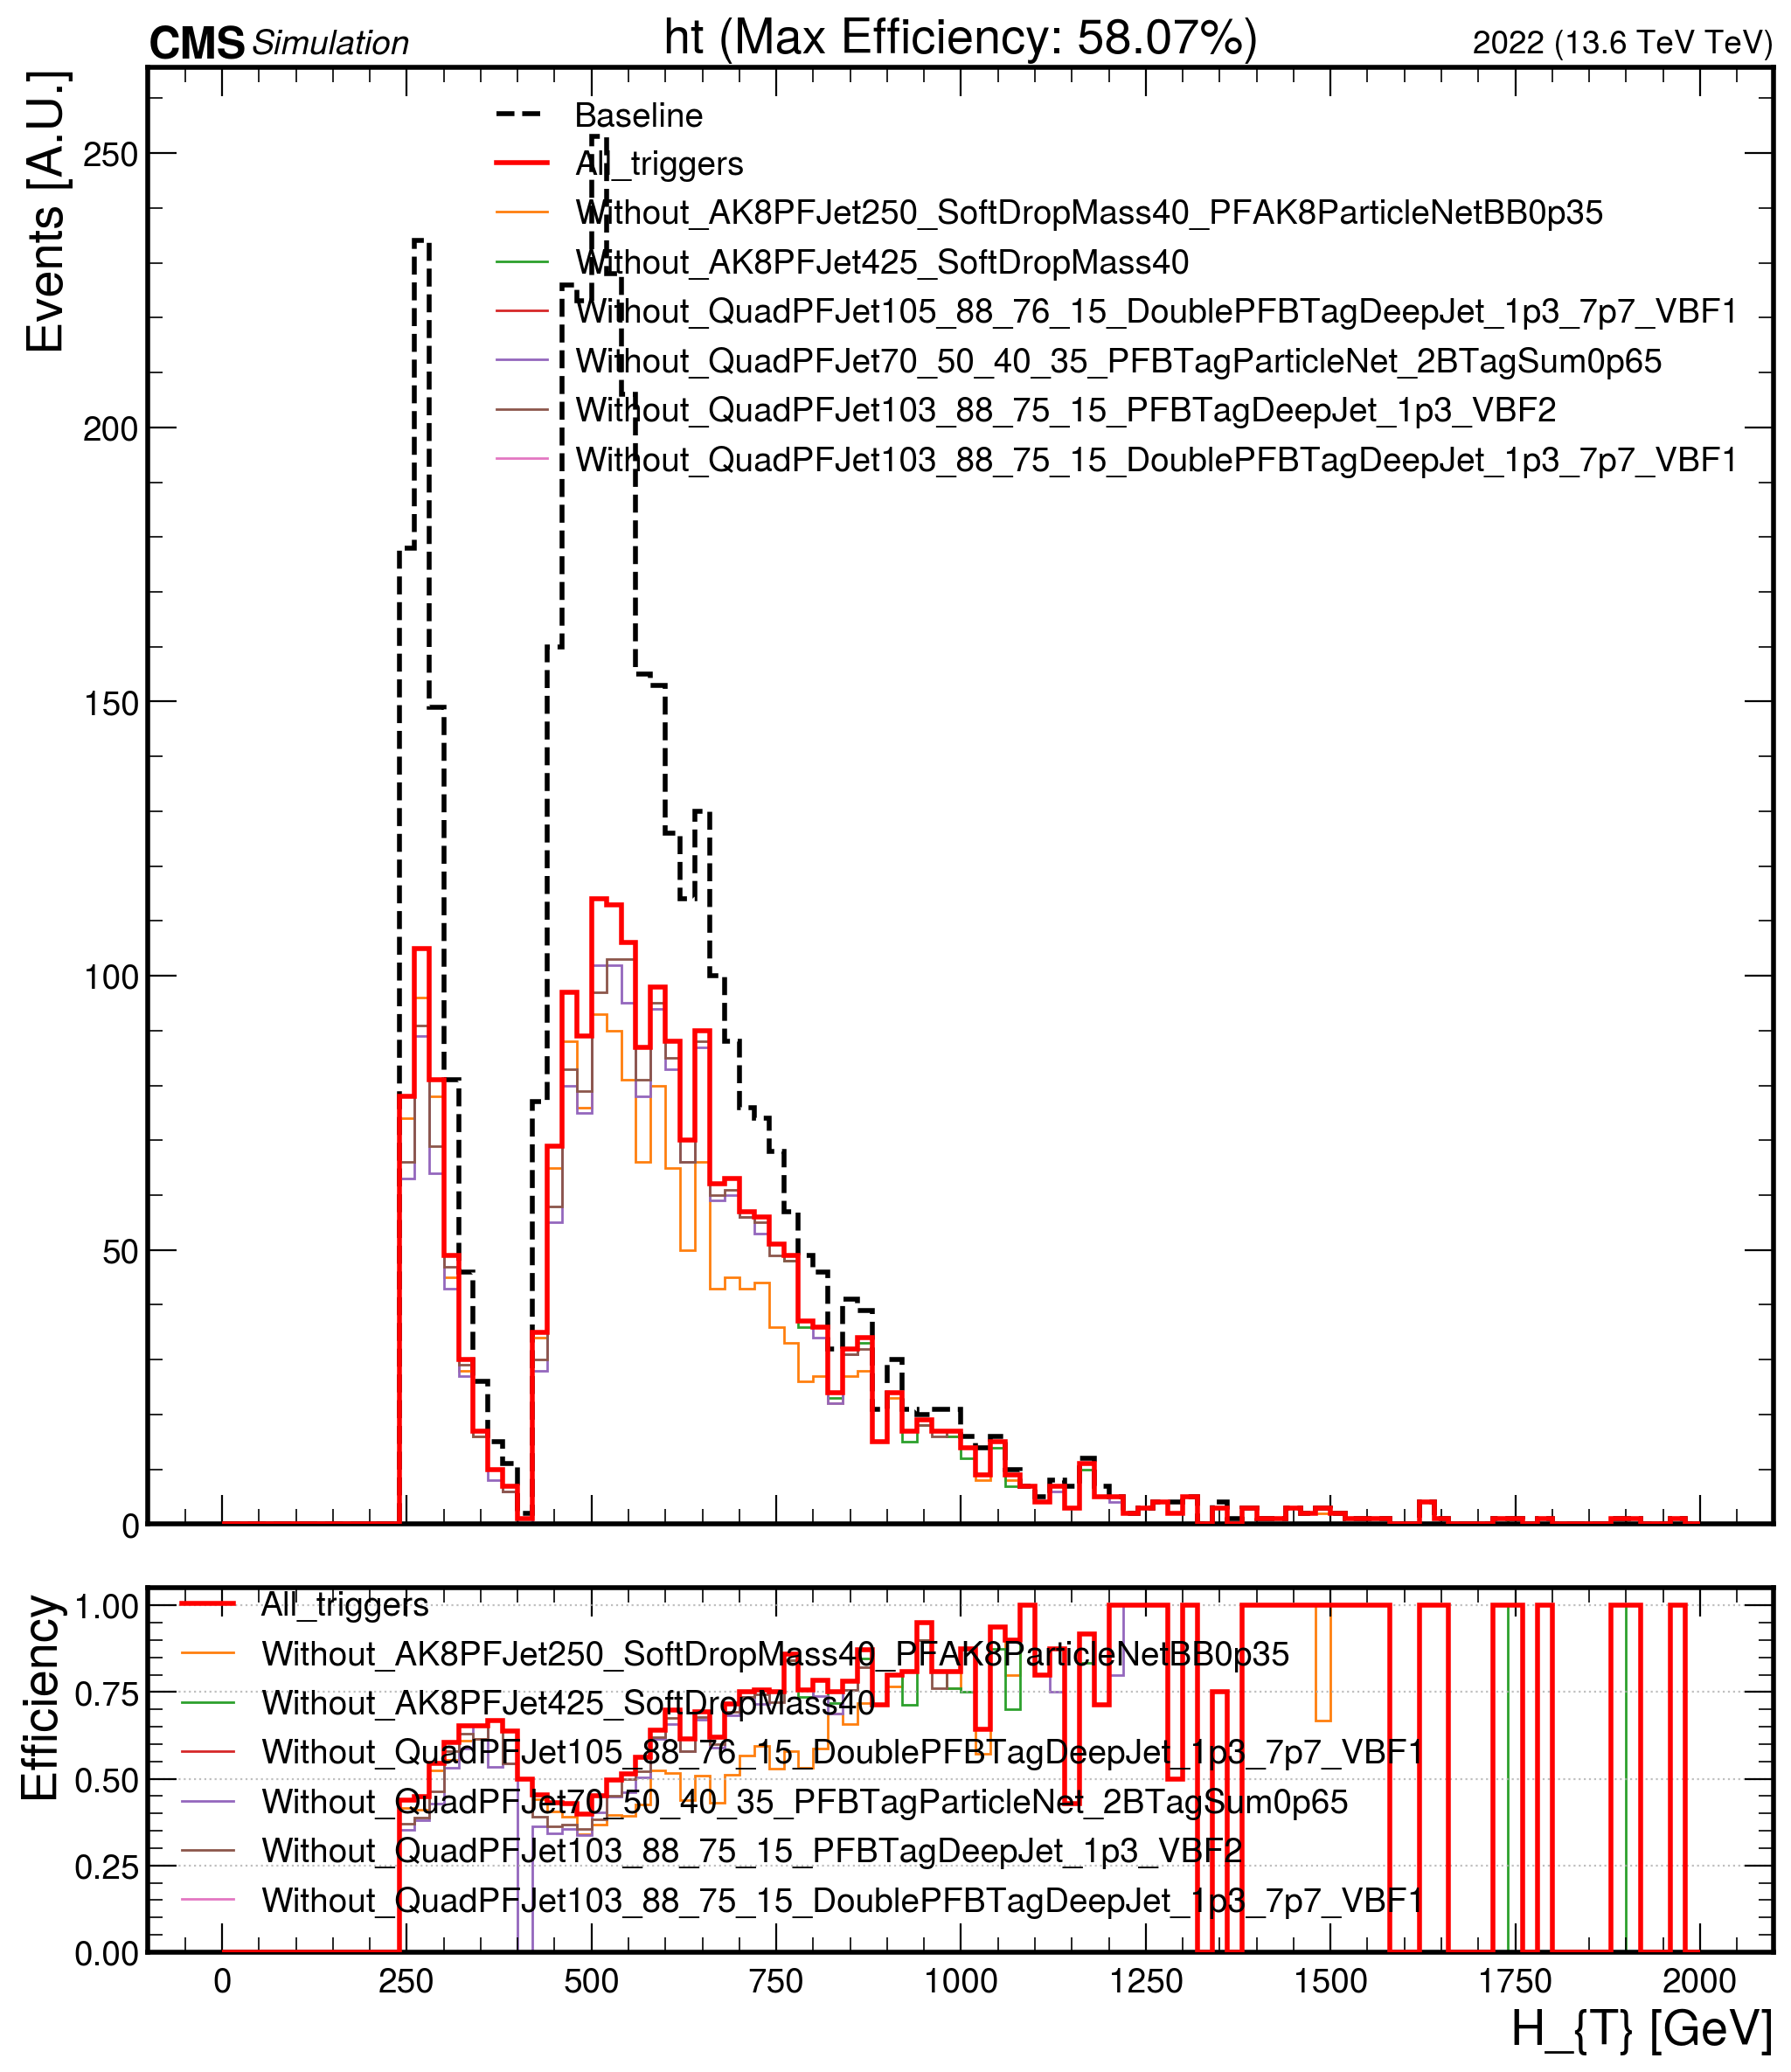 CMS Simulation ht (Max Efficiency: 58.07%) 2022 (13.6 TeV TeV)
Events [A.U.]
250
200
150
100
50
0
Baseline
All_triggers
Without_AK8PFJet250_SoftDropMass40_PFAK8ParticleNetBB0p35
Without_AK8PFJet425_SoftDropMass40
Without_QuadPFJet105_88_76_15_DoublePFBTagDeepJet_1p3_7p7_VBF1
Without_QuadPFJet70_50_40_35_PFBTagParticleNet_2BTagSum0p65
Without_QuadPFJet103_88_75_15_PFBTagDeepJet_1p3_VBF2
Without_QuadPFJet103_88_75_15_DoublePFBTagDeepJet_1p3_7p7_VBF1
Efficiency
1.00
0.75
0.50
0.25
0.00
All_triggers
Without_AK8PFJet250_SoftDropMass40_PFAK8ParticleNetBB0p35
Without_AK8PFJet425_SoftDropMass40
Without_QuadPFJet105_88_76_15_DoublePFBTagDeepJet_1p3_7p7_VBF1
Without_QuadPFJet70_50_40_35_PFBTagParticleNet_2BTagSum0p65
Without_QuadPFJet103_88_75_15_PFBTagDeepJet_1p3_VBF2
Without_QuadPFJet103_88_75_15_DoublePFBTagDeepJet_1p3_7p7_VBF1
0 250 500 750 1000 1250 1500 1750 2000
H_{T} [GeV]